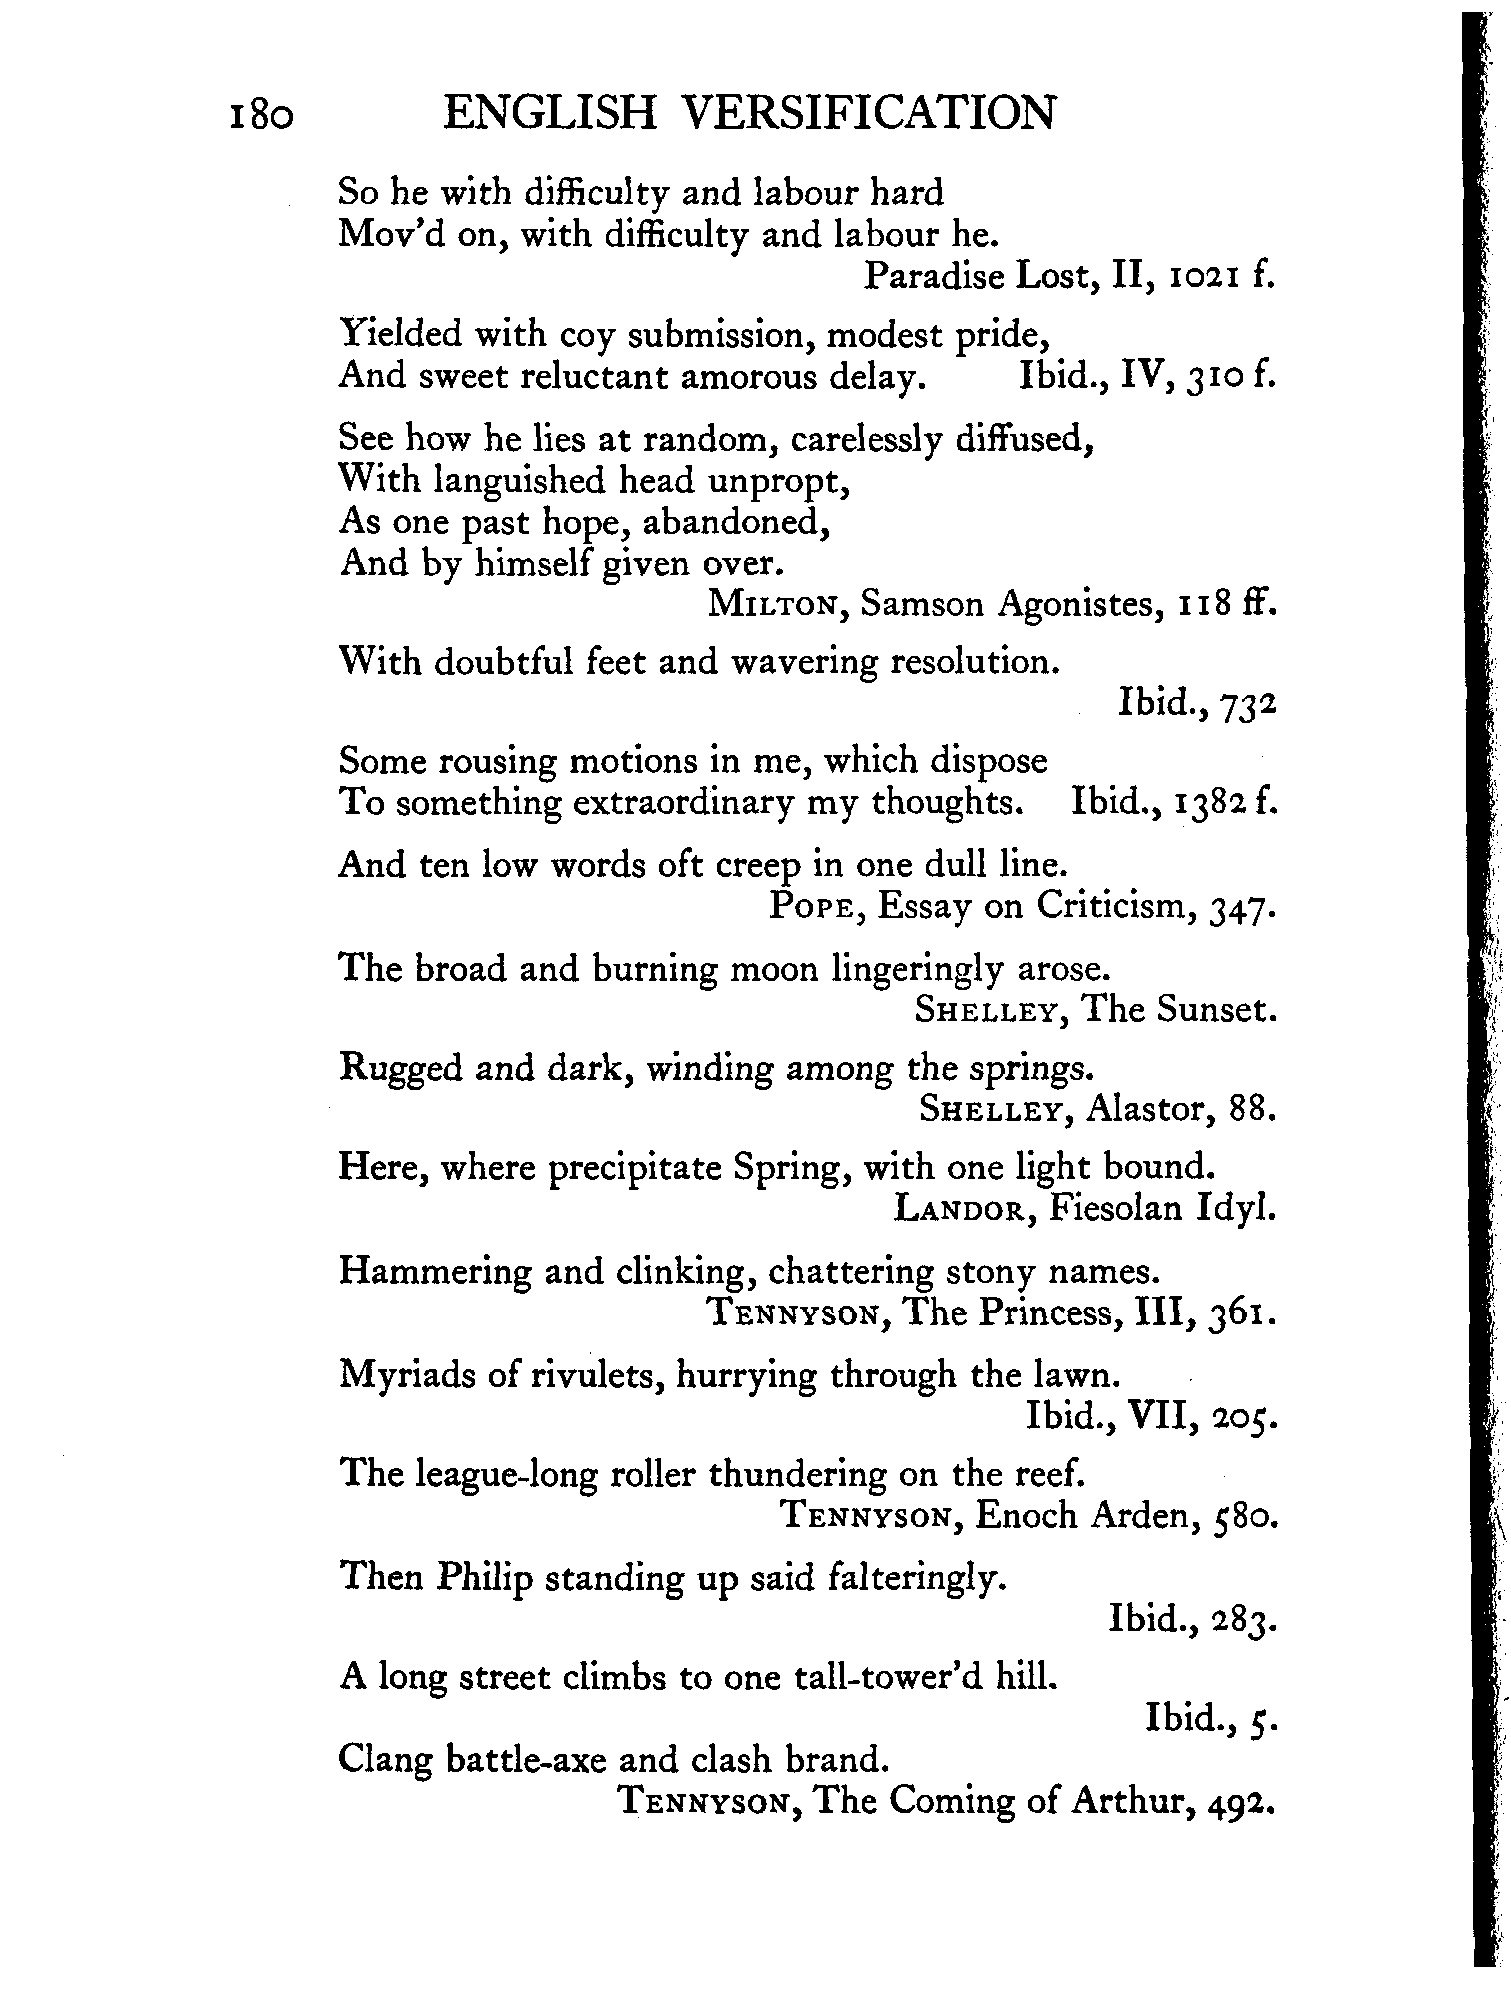 180 ENGLISH VERSIFICATION
So he with difficulty and labour hard
Mov'd on, with difficulty and labour he.
Paradise Lost, II, 1021 f.
Yielded with coy submission, modest pride,
And sweet reluctant amorous delay. Ibid., IV, 310 f.
See how he lies at random, carelessly diffused,
With languished head unpropt,
As one past hope, abandoned,
And by himself given over.
MILTON, Samson Agonistes, 118 ff.
With doubtful feet and wavering resolution.
Ibid., 732
Some rousing motions in me, which dispose
To something extraordinary my thoughts. Ibid., 1382 f.
And ten low words oft creep in one dull line.
POPE, Essay on Criticism, 347.
The broad and burning moon lingeringly arose.
SHELLEY, The Sunset.
Rugged and dark, winding among the springs.
SHELLEY, Alastor, 88.
Here, where precipitate Spring, with one light bound.
LANDOR, Fiesolan Idyl.
Hammering and clinking, chattering stony names.
TENNYSON, The Princess, III, 361.
Myriads of rivulets, hurrying through the lawn.
Ibid., VII, 205.
The league-long roller thundering on the reef.
TENNYSON, Enoch Arden, 580.
Then Philip standing up said falteringly.
Ibid., 283.
A long street climbs to one tall-tower'd hill.
Ibid., 5.
Clang battle-axe and clash brand.
TENNYSON, The Coming of Arthur, 492.